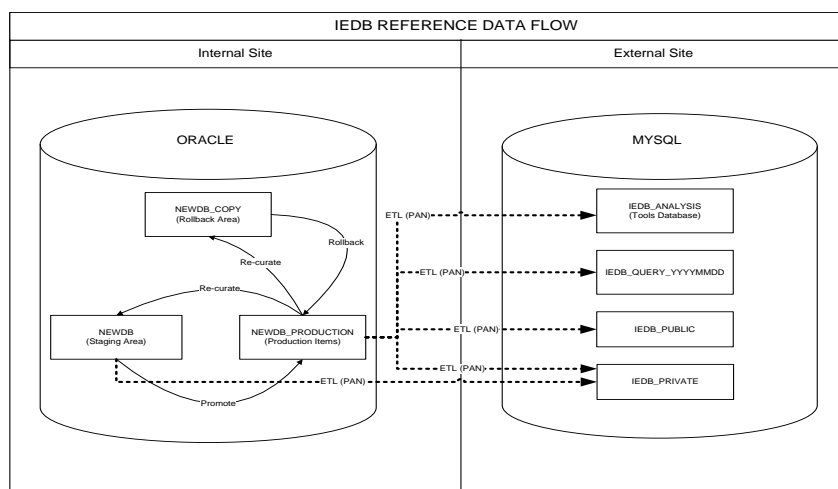 IEDB REFERENCE DATA FLOW
Internal Site
External Site
ORACLE
MYSQL
NEWDB_COPY
(Rollback Area)
ETL (PAN)
IEDB_ANALYSIS
(Tools Database)
Rollback
Re-curate
ETL (PAN)
IEDB_QUERY_YYYYMMDD
Re-curate
NEWDB
(Staging Area)
NEWDB_PRODUCTION
(Production Items)
ETL (PAN)
IEDB_PUBLIC
ETL (PAN)
ETL (PAN)
IEDB_PRIVATE
Promote